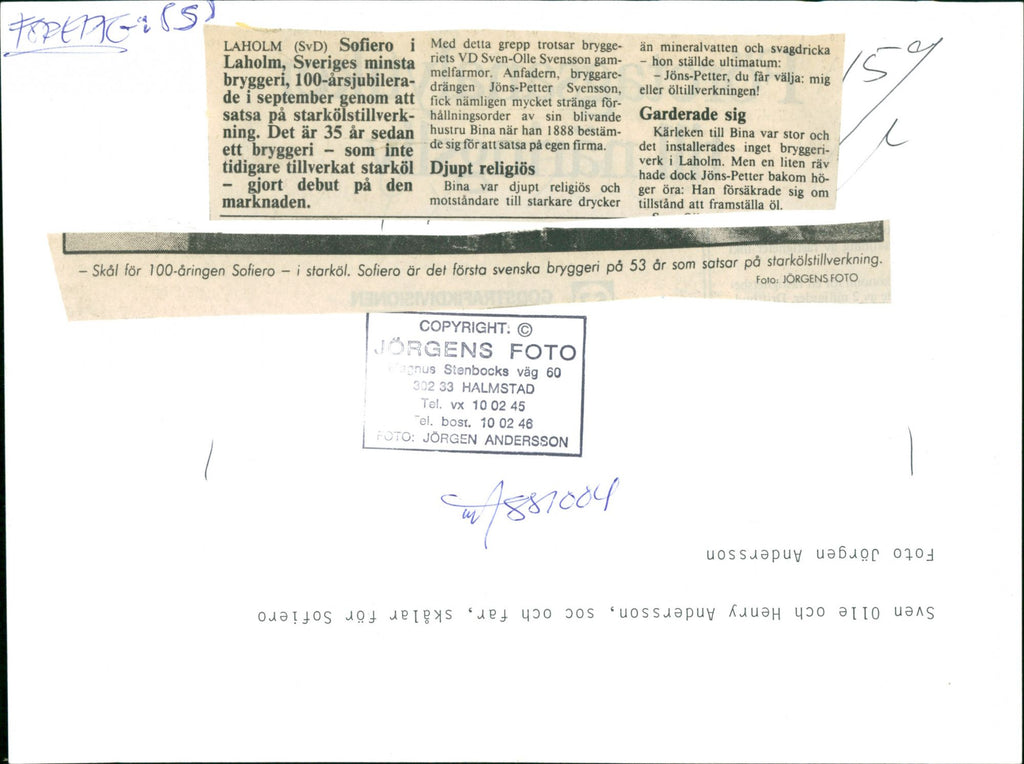 FÖRETAG-i (S)
LAHOLM (SvD) Sofiero i
Laholm, Sveriges minsta
bryggeri, 100-årsjubilera-
de i september genom att
satsa på starkölstillverk-
ning. Det är 35 år sedan
ett bryggeri – som inte
tidigare tillverkat starköl
– gjort debut på den
marknaden.
Med detta grepp trotsar brygge-
riets VD Sven-Olle Svensson gam-
melfarmor. Anfadern, bryggare-
drängen Jöns-Petter Svensson,
fick nämligen mycket stränga för-
hållningsorder av sin blivande
hustru Bina när han 1888 bestäm-
de sig för att satsa på egen firma.
Djupt religiös
Bina var djupt religiös och
motståndare till starkare drycker
än mineralvatten och svagdricka
– hon ställde ultimatum:
– Jöns-Petter, du får välja: mig
eller öltillverkningen!
Garderade sig
Kärleken till Bina var stor och
det installerades inget bryggeri-
verk i Laholm. Men en liten räv
hade dock Jöns-Petter bakom hö-
ger öra: Han försäkrade sig om
tillstånd att framställa öl.
– Skål för 100-åringen Sofiero – i starköl. Sofiero är det första svenska bryggeri på 53 år som satsar på starkölstillverkning.
Foto: JÖRGENS FOTO
COPYRIGHT: ©
JÖRGENS FOTO
Magnus Stenbocks väg 60
302 33 HALMSTAD
Tel. vx 10 02 45
Tel. bost. 10 02 46
FOTO: JÖRGEN ANDERSSON
881004
Sven Olle och Henry Andersson, soc och far, skålar för Sofiero
Foto Jörgen Andersson